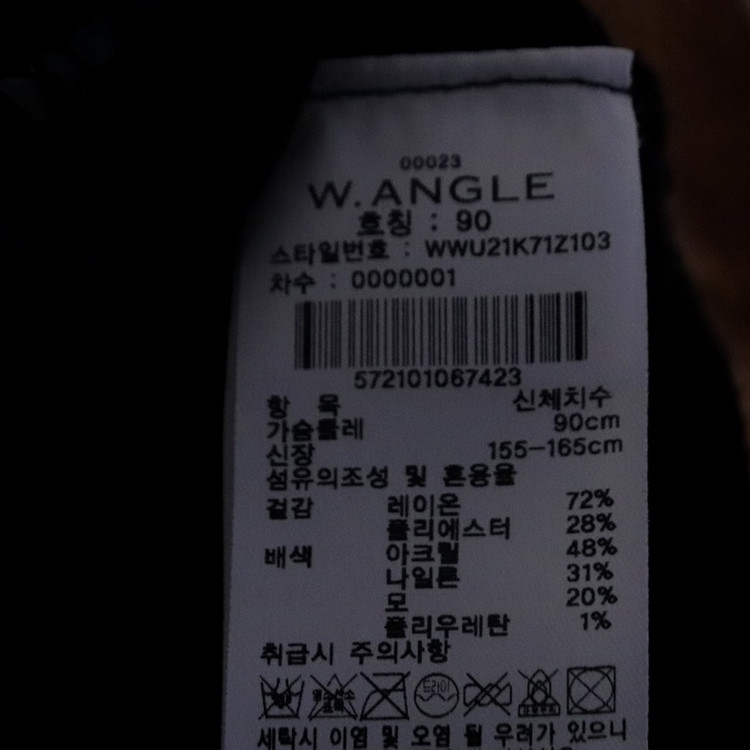 00023
W.ANGLE
호칭 : 90
스타일번호 : WWU21K71Z103
차수 : 0000001
572101067423
항 목 신체치수
가슴둘레 90cm
신장 155-165cm
섬유의조성 및 혼용율
겉감 레이온 72%
폴리에스터 28%
배색 아크릴 48%
나일론 31%
모 20%
폴리우레탄 1%
취급시 주의사항
드라이
세탁시 이염 및 오염 될 우려가 있으니